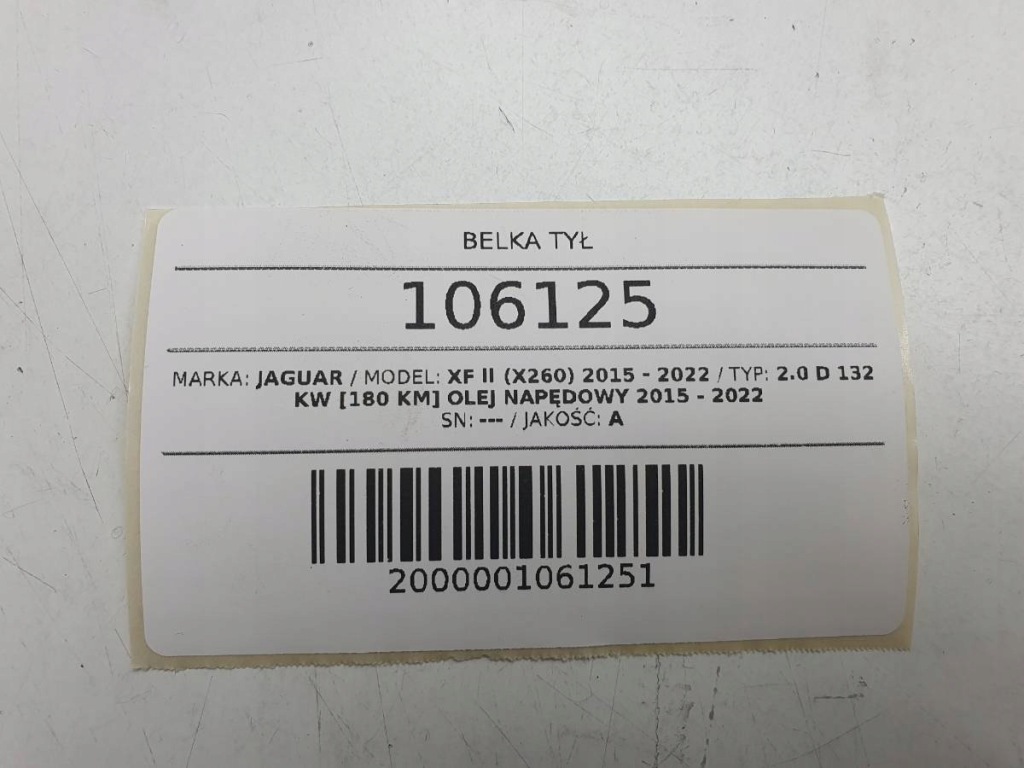 BELKA TYŁ
106125
MARKA: JAGUAR / MODEL: XF II (X260) 2015 - 2022 / TYP: 2.0 D 132
KW [180 KM] OLEJ NAPĘDOWY 2015 - 2022
SN: --- / JAKOŚĆ: A
2000001061251